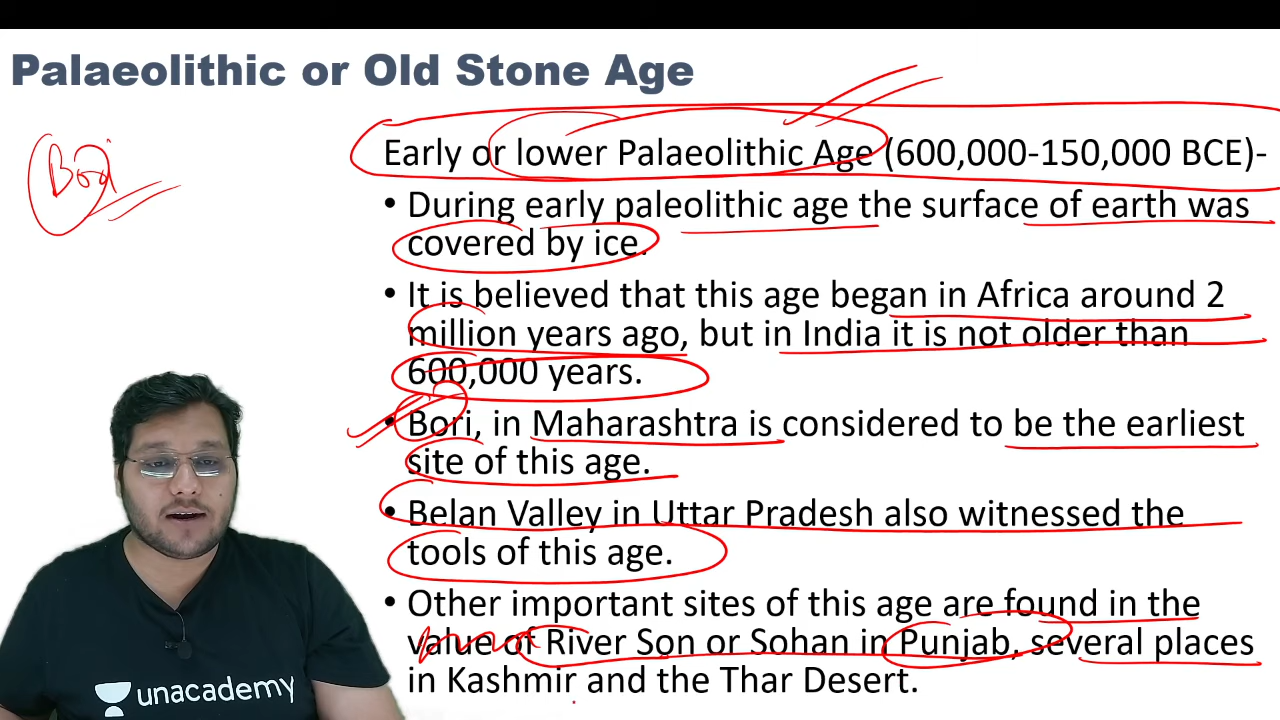 Palaeolithic or Old Stone Age
Bori
Early or lower Palaeolithic Age (600,000-150,000 BCE)-
• During early paleolithic age the surface of earth was
covered by ice.
• It is believed that this age began in Africa around 2
million years ago, but in India it is not older than
600,000 years.
• Bori, in Maharashtra is considered to be the earliest
site of this age.
• Belan Valley in Uttar Pradesh also witnessed the
tools of this age.
• Other important sites of this age are found in the
value of River Son or Sohan in Punjab, several places
in Kashmir and the Thar Desert.
unacademy